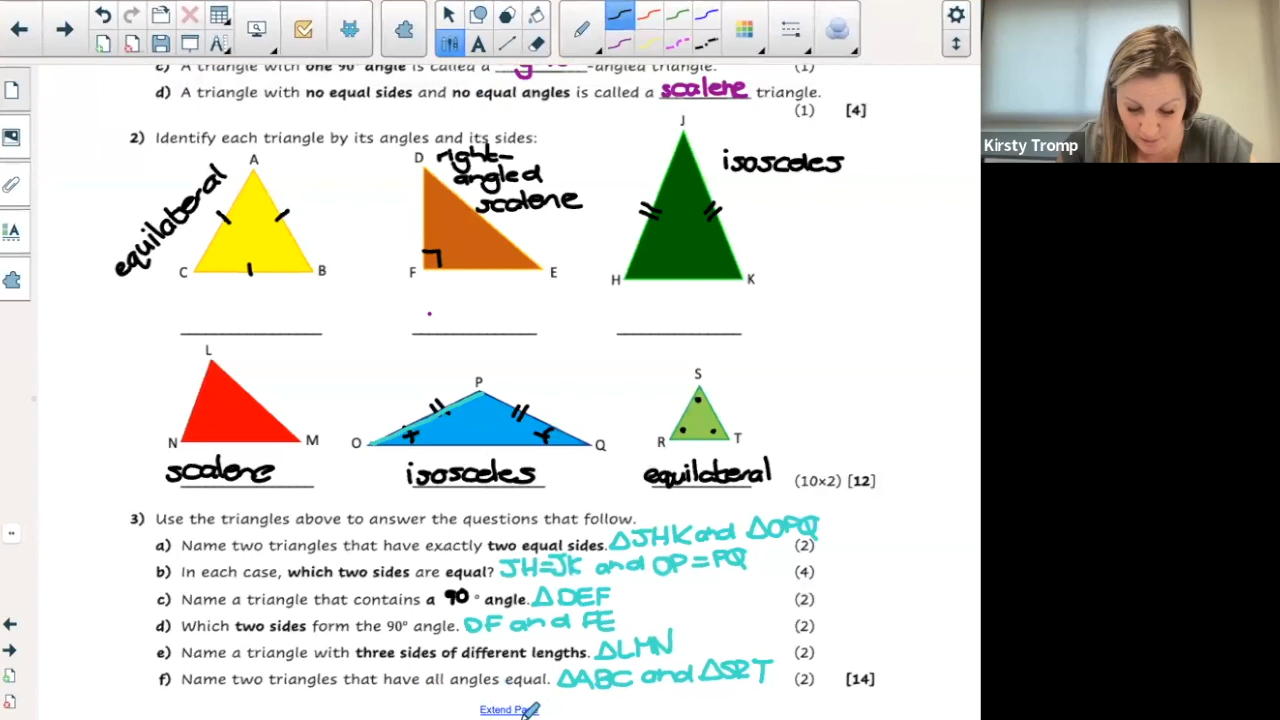 c) A triangle with one 90° angle is called a -angled triangle. (1)
d) A triangle with no equal sides and no equal angles is called a scalene triangle.
(1) [4]
2) Identify each triangle by its angles and its sides:
A
equilateral
C
B
D
right-
angled
scalene
F
E
J
isosceles
H
K
L
N
M
scalene
P
O
Q
isosceles
S
R
T
equilateral
(10×2) [12]
3) Use the triangles above to answer the questions that follow.
a) Name two triangles that have exactly two equal sides. △JHK and △OPQ (2)
b) In each case, which two sides are equal? JH=JK and OP=PQ (4)
c) Name a triangle that contains a 90° angle. △DEF (2)
d) Which two sides form the 90° angle. DF and FE (2)
e) Name a triangle with three sides of different lengths. △LMN (2)
f) Name two triangles that have all angles equal. △ABC and △SRT (2) [14]
Kirsty Tromp